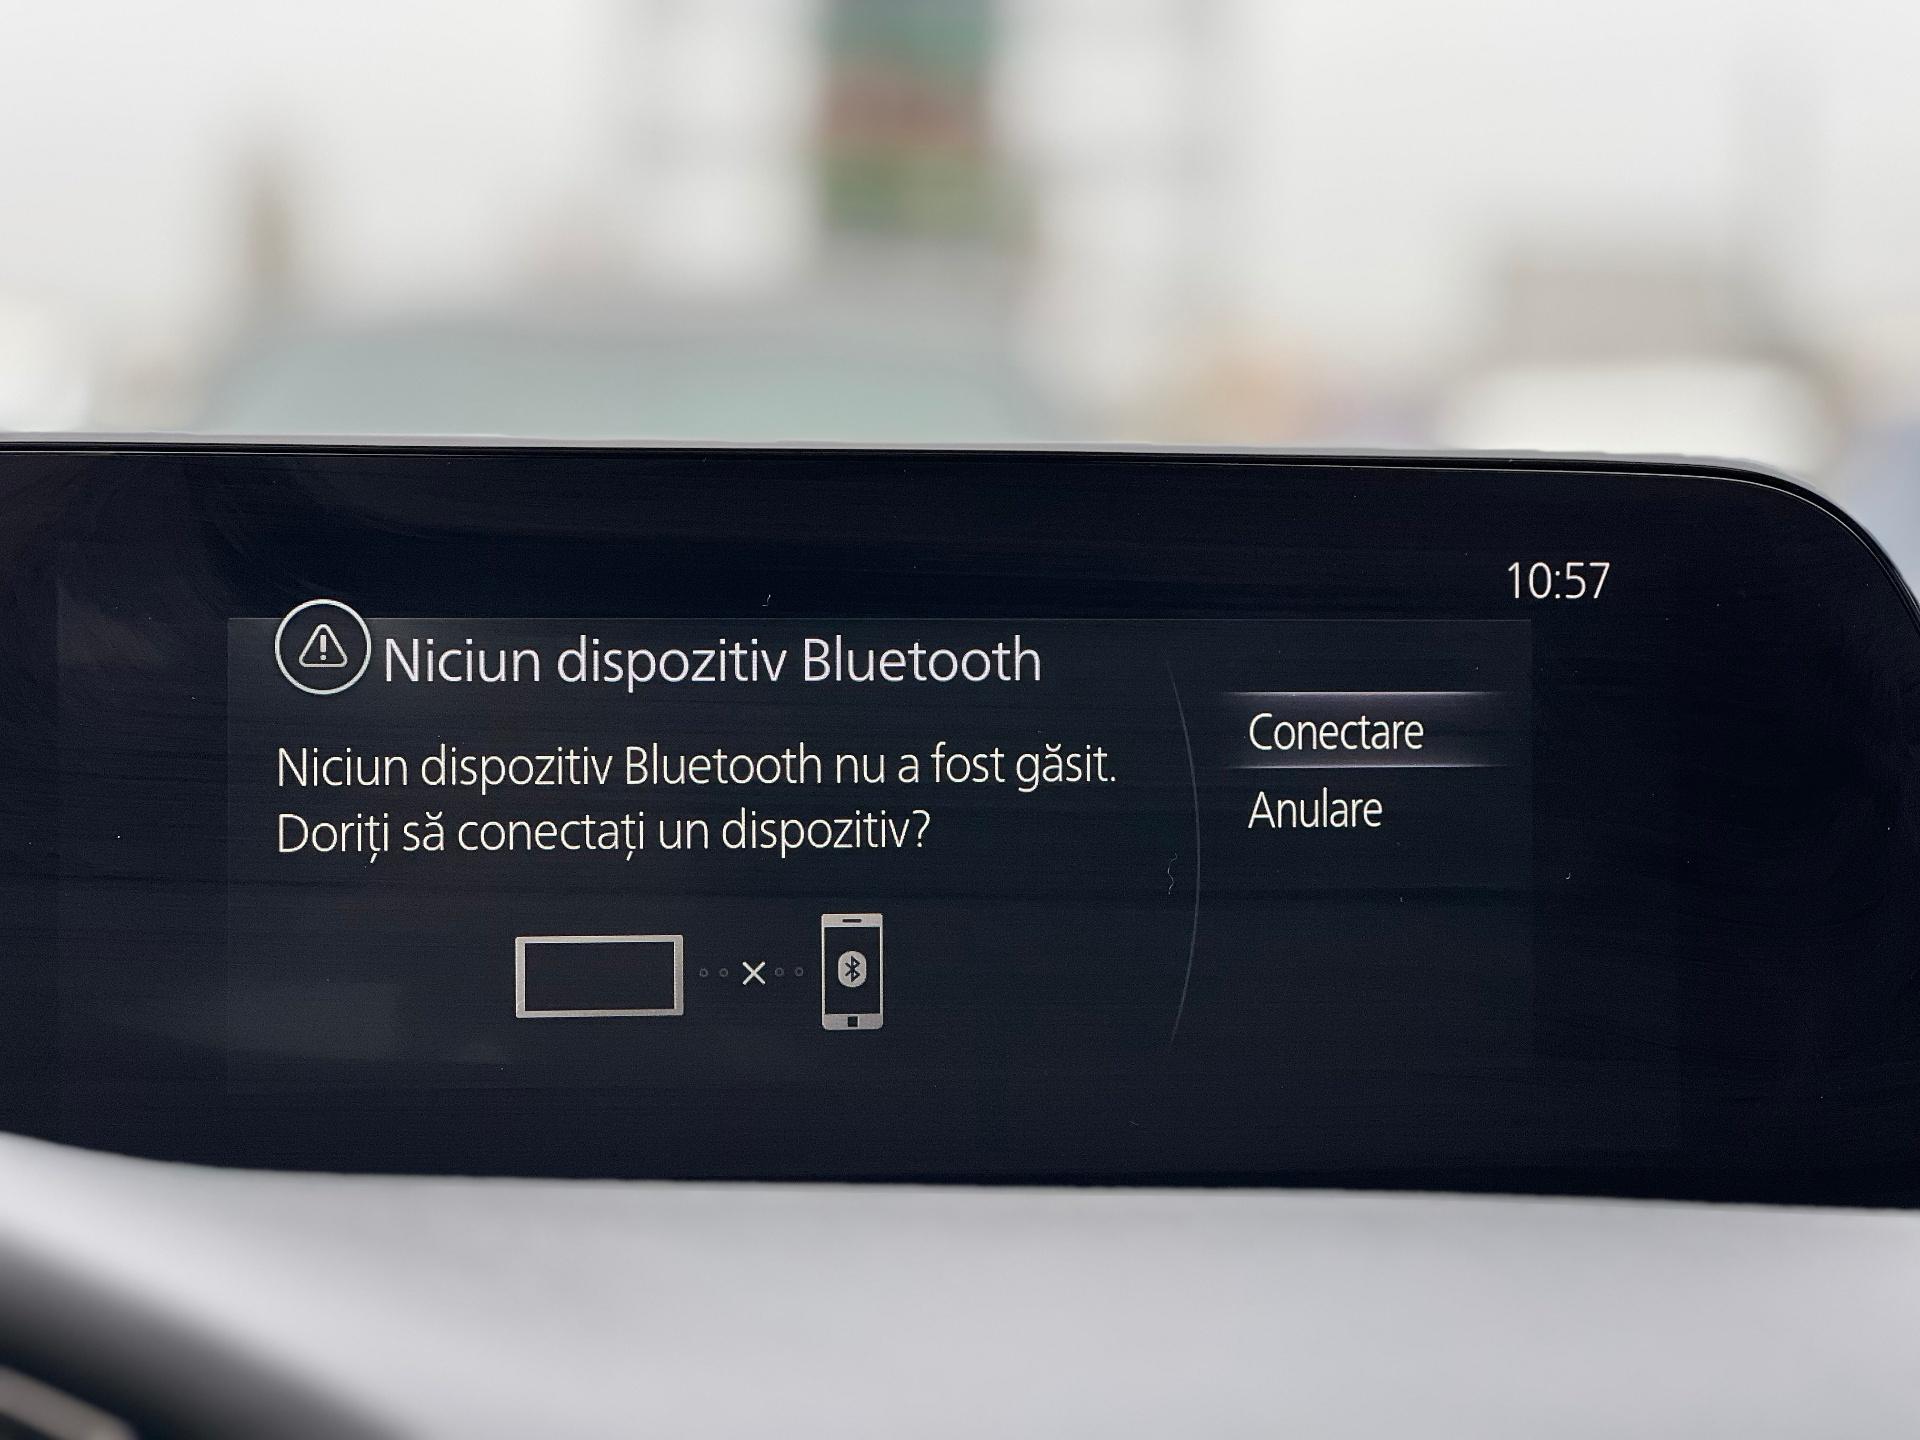 10:57
Niciun dispozitiv Bluetooth
Niciun dispozitiv Bluetooth nu a fost găsit.
Doriți să conectați un dispozitiv?
Conectare
Anulare